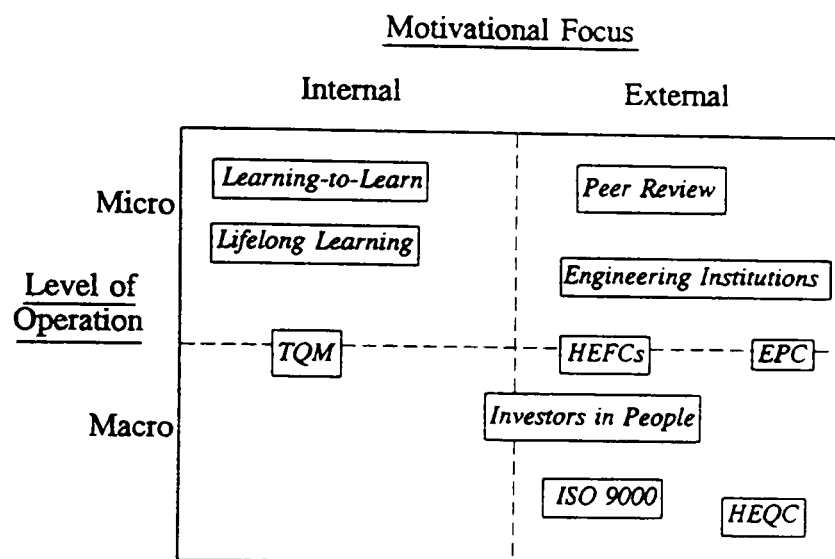 Motivational Focus
Internal External
Learning-to-Learn Peer Review
Micro
Lifelong Learning
Engineering Institutions
Level of
Operation
TQM HEFCs EPC
Investors in People
Macro
ISO 9000
HEQC